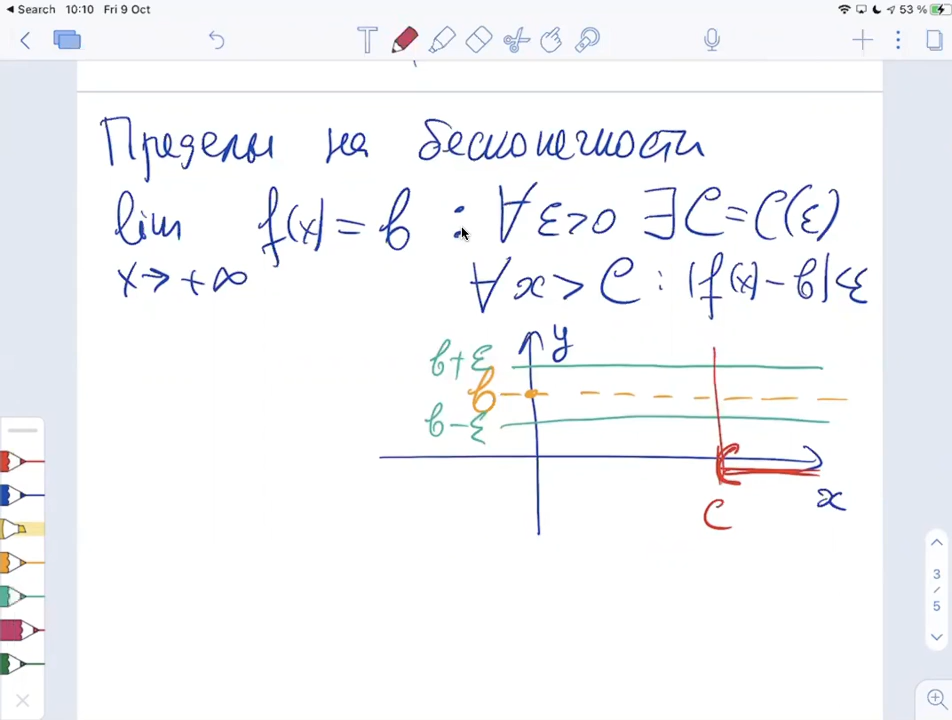 Search 10:10 Fri 9 Oct 53 %
T
Пределы на бесконечности
lim f(x) = b : ∀ε>0 ∃C=C(ε)
x→+∞ ∀x>C : |f(x)-b|<ε
y
b+ε
b
b-ε
x
C
3
/
5